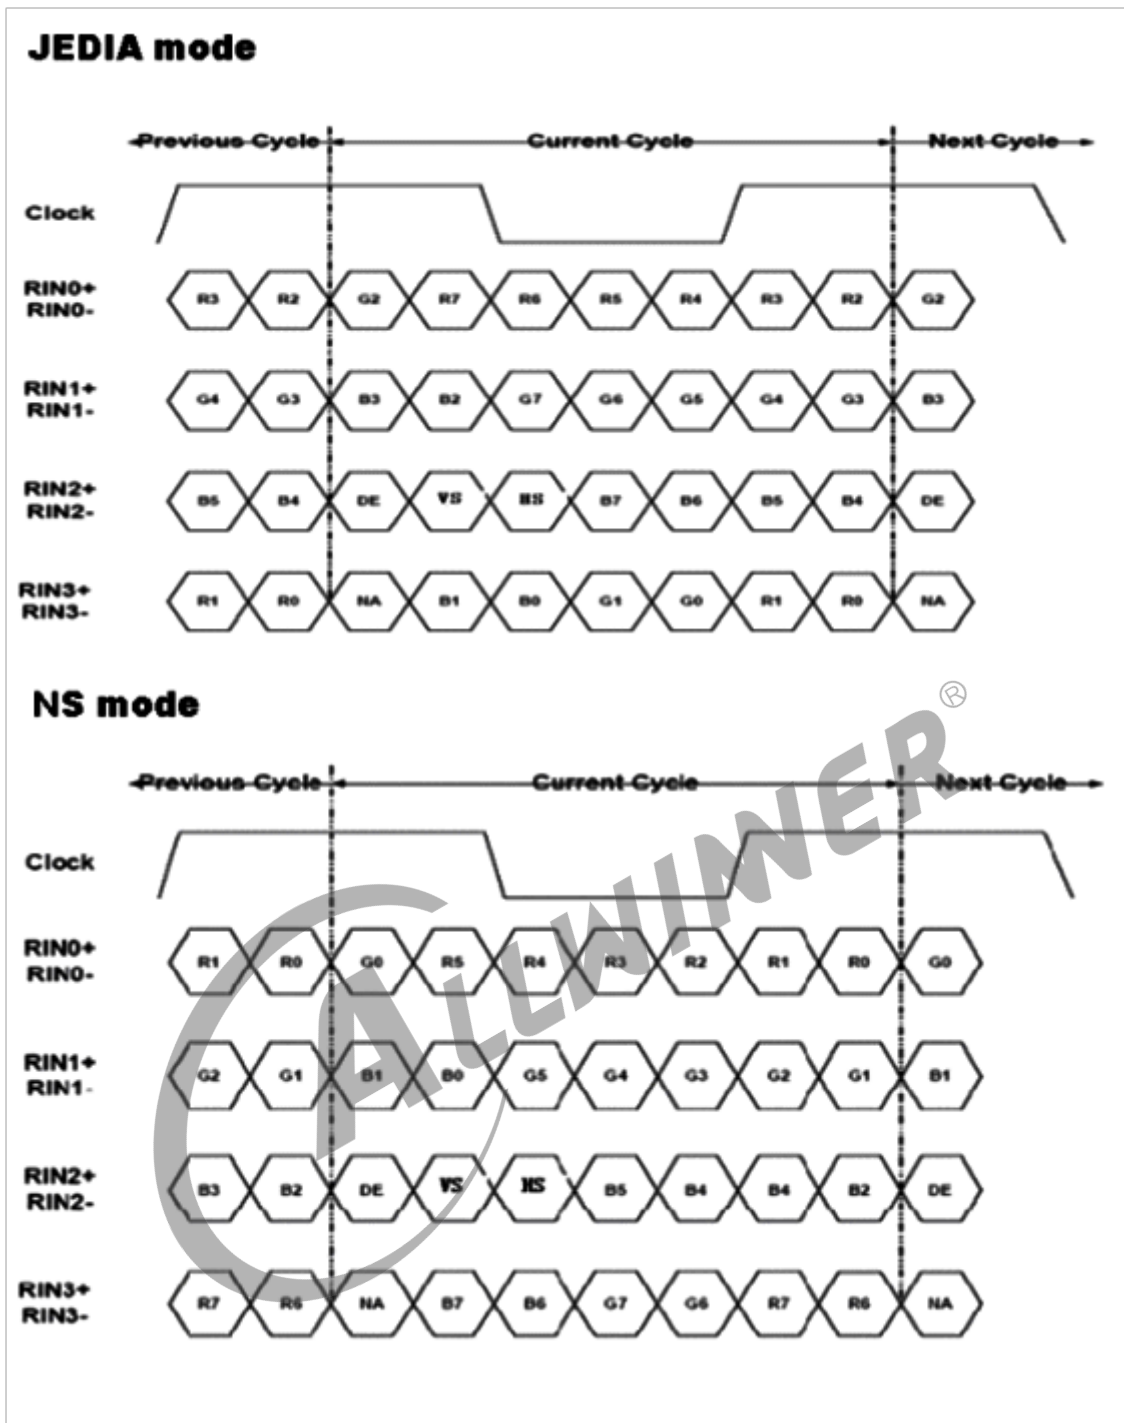 JEDIA mode
Previous Cycle Current Cycle Next Cycle
Clock
RIN0+
RIN0-
R3 R2 G2 R7 R6 R5 R4 R3 R2 G2
RIN1+
RIN1-
G4 G3 B3 B2 G7 G6 G5 G4 G3 B3
RIN2+
RIN2-
B5 B4 DE VS HS B7 B6 B5 B4 DE
RIN3+
RIN3-
R1 R0 NA B1 B0 G1 G0 R1 R0 NA
NS mode
Previous Cycle Current Cycle Next Cycle
Clock
RIN0+
RIN0-
R1 R0 G0 R5 R4 R3 R2 R1 R0 G0
RIN1+
RIN1-
G2 G1 B1 B0 G5 G4 G3 G2 G1 B1
RIN2+
RIN2-
B3 B2 DE VS HS B5 B4 B4 B2 DE
RIN3+
RIN3-
R7 R6 NA B7 B6 G7 G6 R7 R6 NA
ALLWINNER®